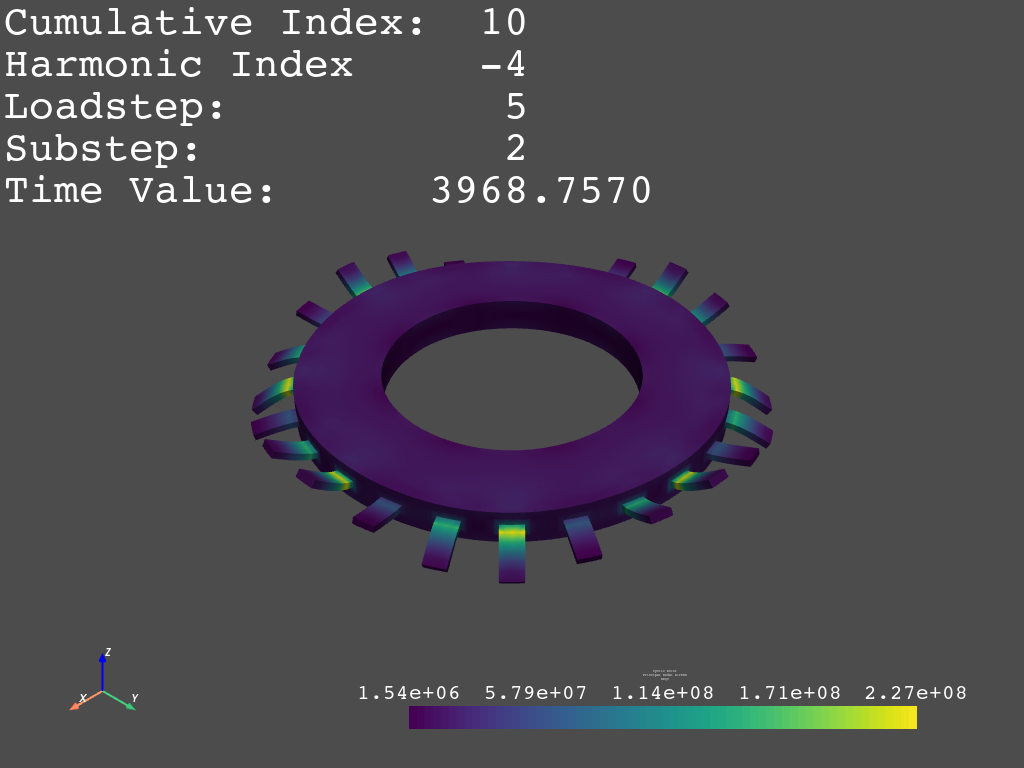 Cumulative Index: 10
Harmonic Index -4
Loadstep: 5
Substep: 2
Time Value: 3968.7570
Z
X
Y
1.54e+06 5.79e+07 1.14e+08 1.71e+08 2.27e+08